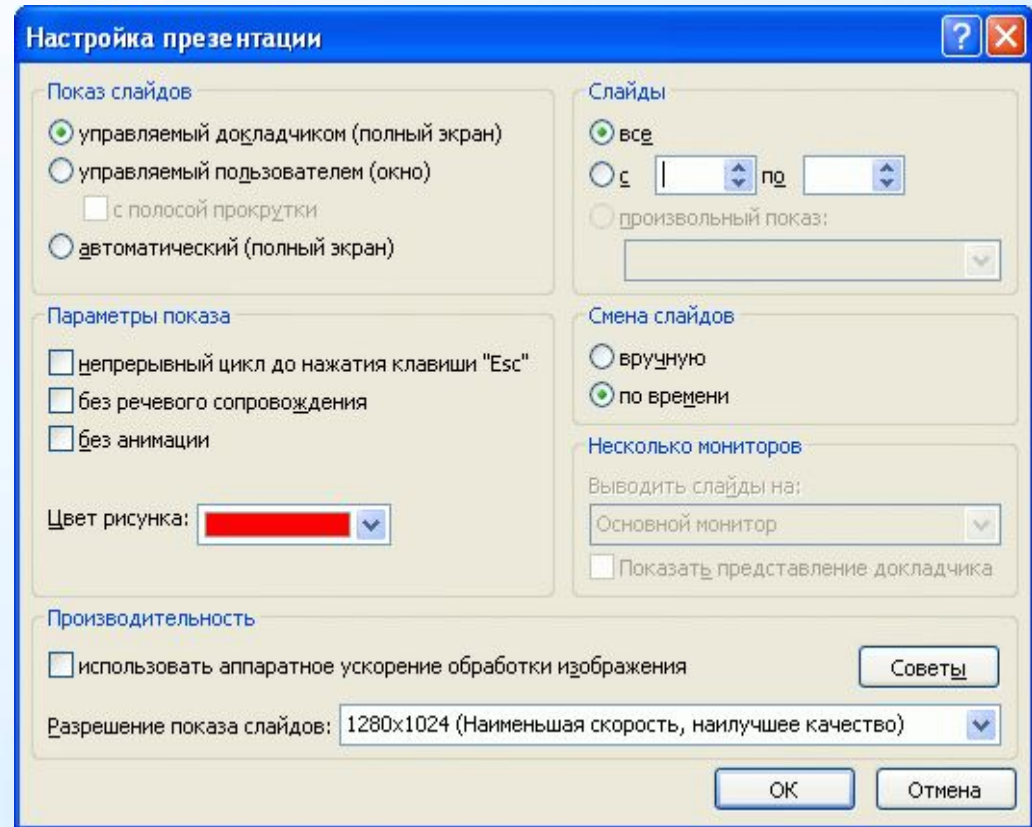 Настройка презентации
Показ слайдов
управляемый докладчиком (полный экран)
управляемый пользователем (окно)
с полосой прокрутки
автоматический (полный экран)
Слайды
все
с по
произвольный показ:
Параметры показа
непрерывный цикл до нажатия клавиши "Esc"
без речевого сопровождения
без анимации
Цвет рисунка:
Смена слайдов
вручную
по времени
Несколько мониторов
Выводить слайды на:
Основной монитор
Показать представление докладчика
Производительность
использовать аппаратное ускорение обработки изображения
Советы
Разрешение показа слайдов: 1280x1024 (Наименьшая скорость, наилучшее качество)
ОК Отмена